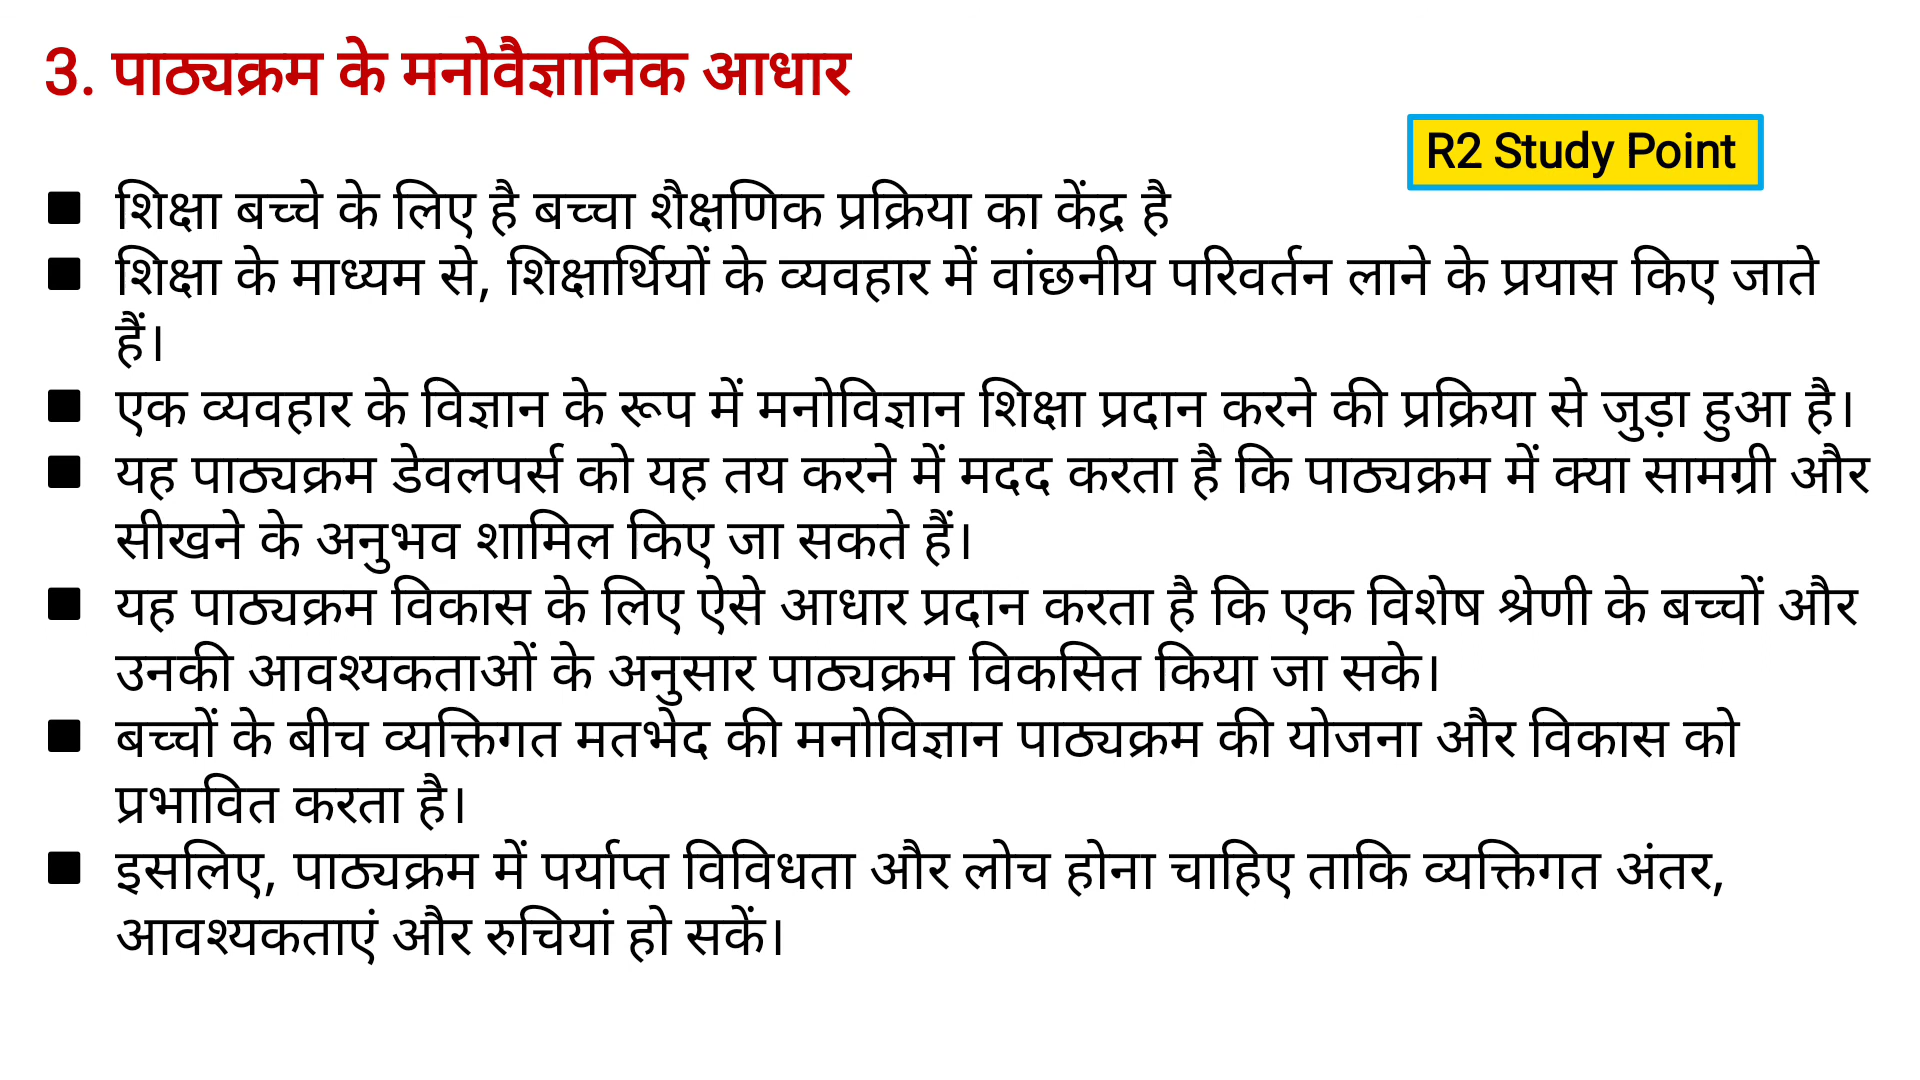 3. पाठ्यक्रम के मनोवैज्ञानिक आधार
R2 Study Point
■ शिक्षा बच्चे के लिए है बच्चा शैक्षणिक प्रक्रिया का केंद्र है
■ शिक्षा के माध्यम से, शिक्षार्थियों के व्यवहार में वांछनीय परिवर्तन लाने के प्रयास किए जाते
हैं।
■ एक व्यवहार के विज्ञान के रूप में मनोविज्ञान शिक्षा प्रदान करने की प्रक्रिया से जुड़ा हुआ है।
■ यह पाठ्यक्रम डेवलपर्स को यह तय करने में मदद करता है कि पाठ्यक्रम में क्या सामग्री और
सीखने के अनुभव शामिल किए जा सकते हैं।
■ यह पाठ्यक्रम विकास के लिए ऐसे आधार प्रदान करता है कि एक विशेष श्रेणी के बच्चों और
उनकी आवश्यकताओं के अनुसार पाठ्यक्रम विकसित किया जा सके।
■ बच्चों के बीच व्यक्तिगत मतभेद की मनोविज्ञान पाठ्यक्रम की योजना और विकास को
प्रभावित करता है।
■ इसलिए, पाठ्यक्रम में पर्याप्त विविधता और लोच होना चाहिए ताकि व्यक्तिगत अंतर,
आवश्यकताएं और रुचियां हो सकें।